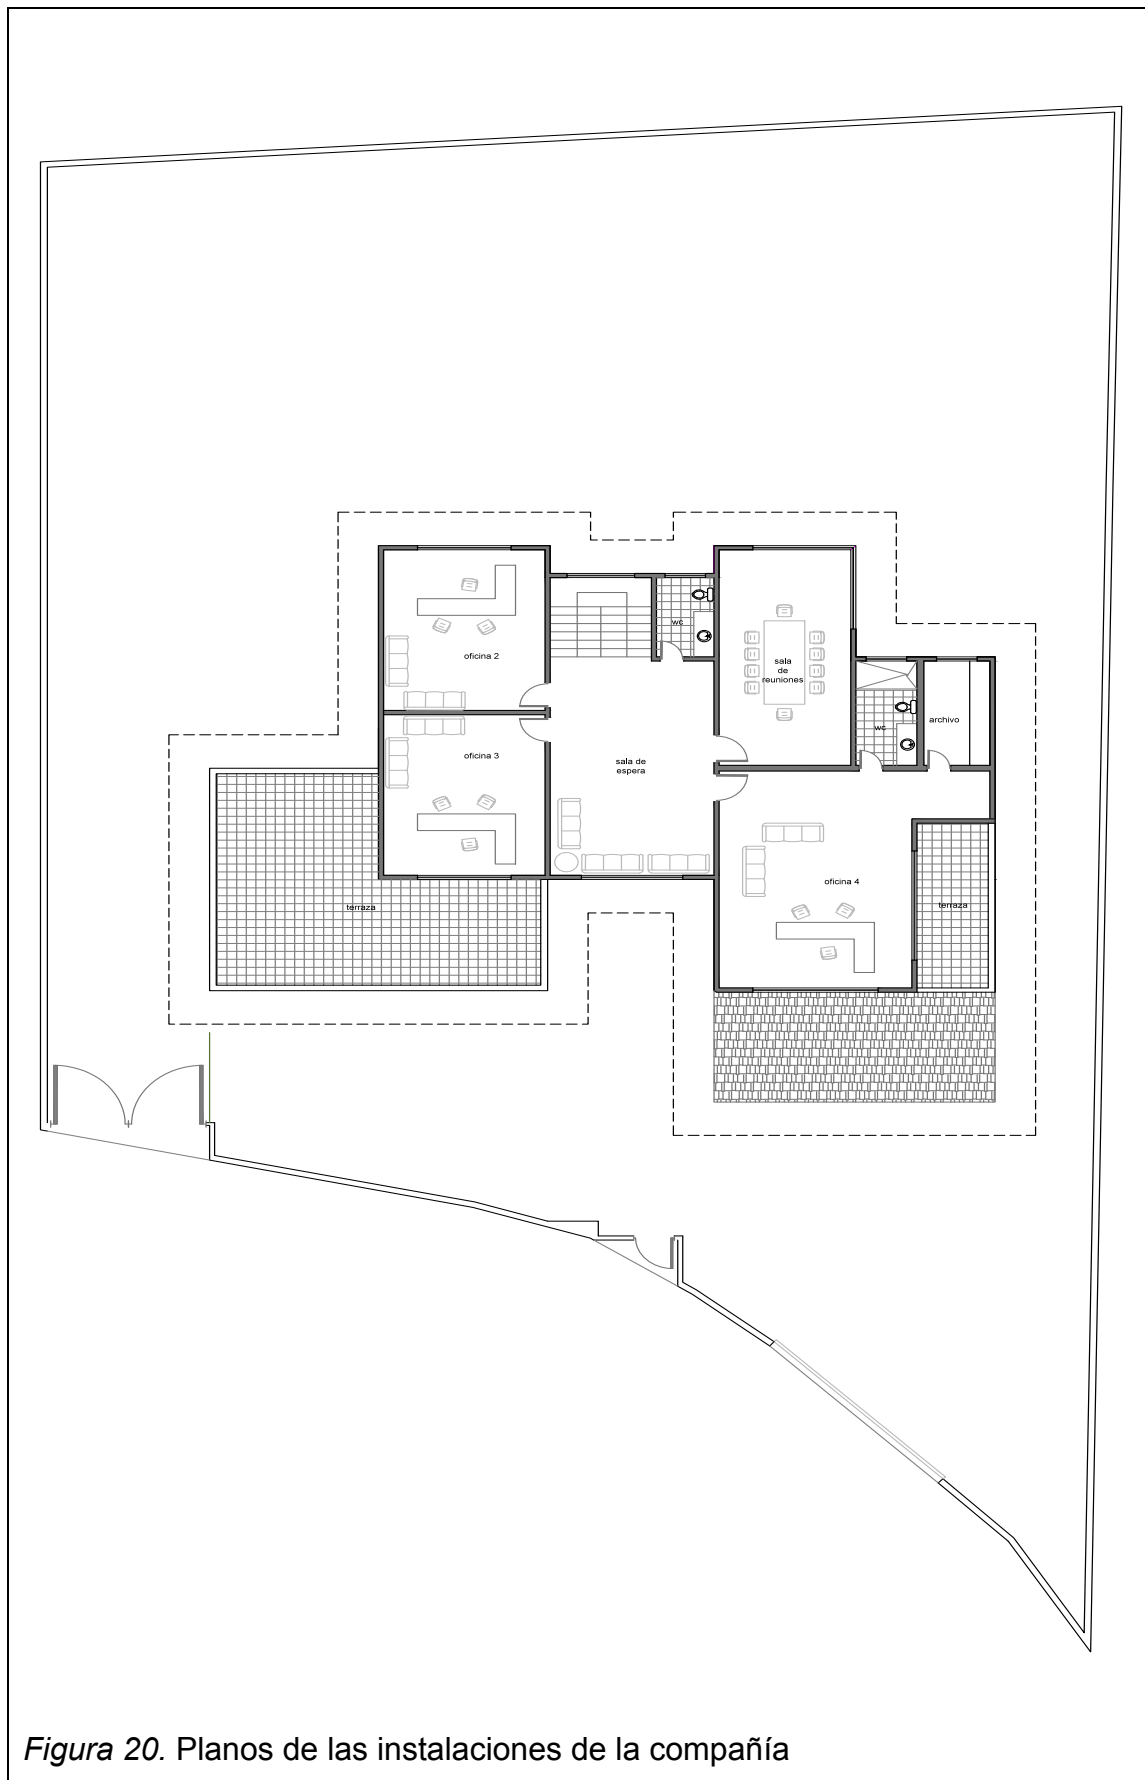 oficina 2
wc
sala
de
reuniones
archivo
wc
oficina 3
sala de
espera
oficina 4
terraza
terraza
Figura 20. Planos de las instalaciones de la compañía